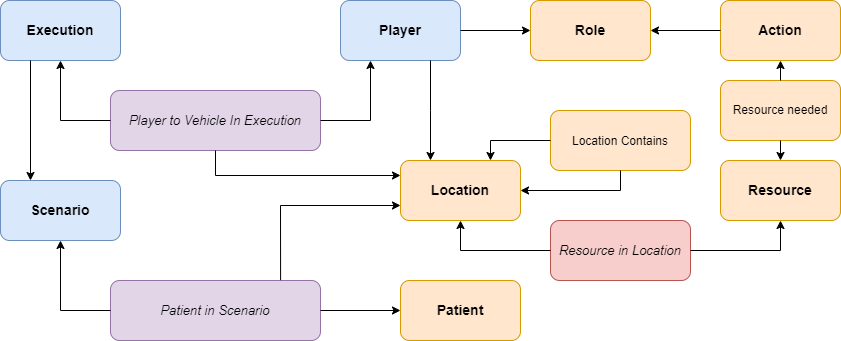 Execution
Player
Role
Action
Player to Vehicle In Execution
Resource needed
Location Contains
Scenario
Location
Resource
Resource in Location
Patient in Scenario
Patient